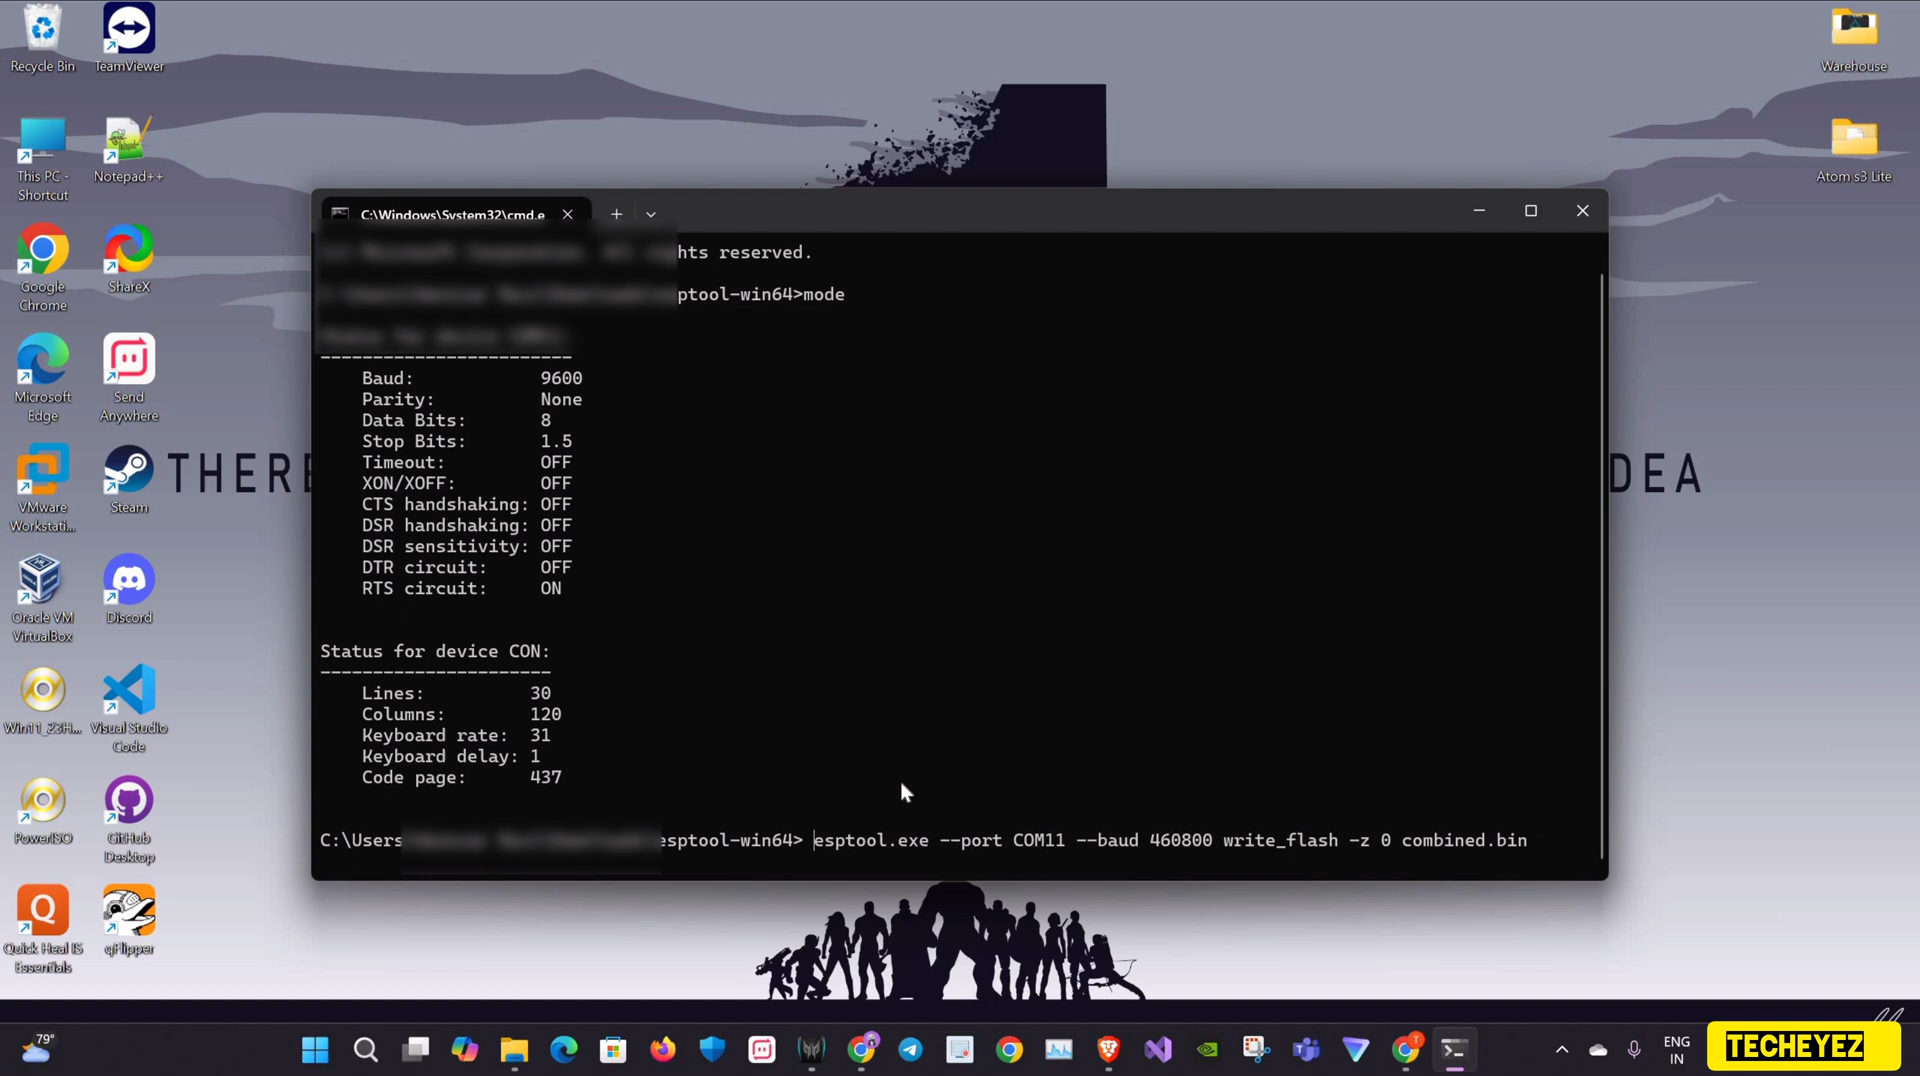 Recycle Bin
TeamViewer
Warehouse
This PC -
Shortcut
Notepad++
Atom s3 Lite
Google
Chrome
ShareX
Microsoft
Edge
Send
Anywhere
VMware
Workstati...
Steam
Oracle VM
VirtualBox
Discord
Win11_23H...
Visual Studio
Code
PowerISO
GitHub
Desktop
Quick Heal IS
Essentials
qFlipper
THERE
DEA
C:\Windows\System32\cmd.e
hts reserved.
ptool-win64>mode
-------------------------
Baud: 9600
Parity: None
Data Bits: 8
Stop Bits: 1.5
Timeout: OFF
XON/XOFF: OFF
CTS handshaking: OFF
DSR handshaking: OFF
DSR sensitivity: OFF
DTR circuit: OFF
RTS circuit: ON
Status for device CON:
----------------------
Lines: 30
Columns: 120
Keyboard rate: 31
Keyboard delay: 1
Code page: 437
C:\Users esptool-win64> esptool.exe --port COM11 --baud 460800 write_flash -z 0 combined.bin
79°
ENG
IN
TECHEYEZ